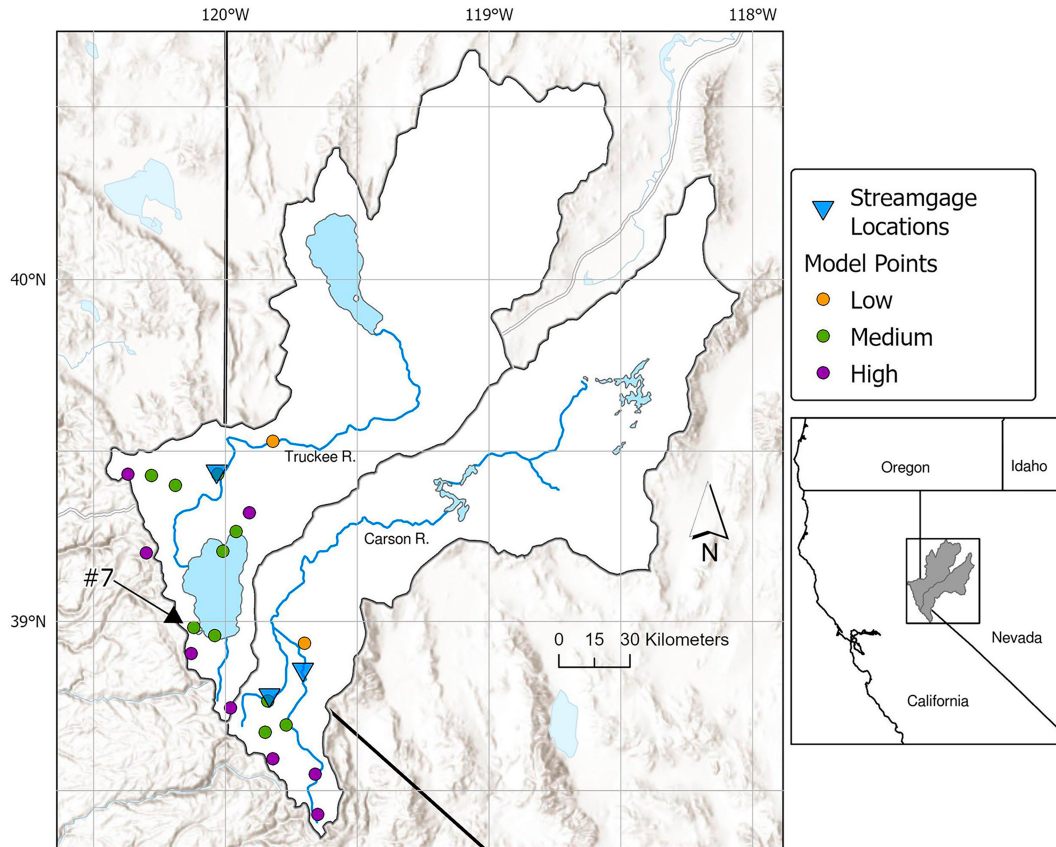 120°W
119°W
118°W
40°N
39°N
Truckee R.
Carson R.
#7
N
0 15 30 Kilometers
Streamgage
Locations
Model Points
Low
Medium
High
Oregon
Idaho
Nevada
California